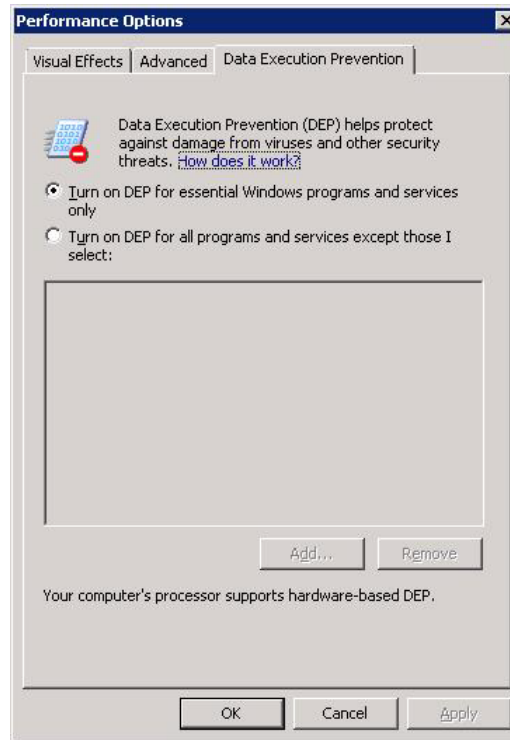 Performance Options
Visual Effects
Advanced
Data Execution Prevention
Data Execution Prevention (DEP) helps protect
against damage from viruses and other security
threats. How does it work?
Turn on DEP for essential Windows programs and services
only
Turn on DEP for all programs and services except those I
select:
Add...
Remove
Your computer's processor supports hardware-based DEP.
OK
Cancel
Apply